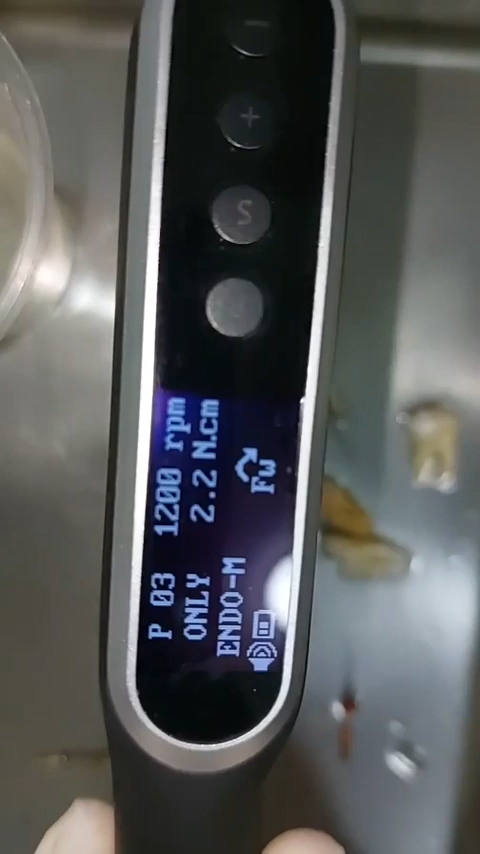 P 03 1200 rpm
ONLY 2.2 N.cm
ENDO-M Fw
S
+
-